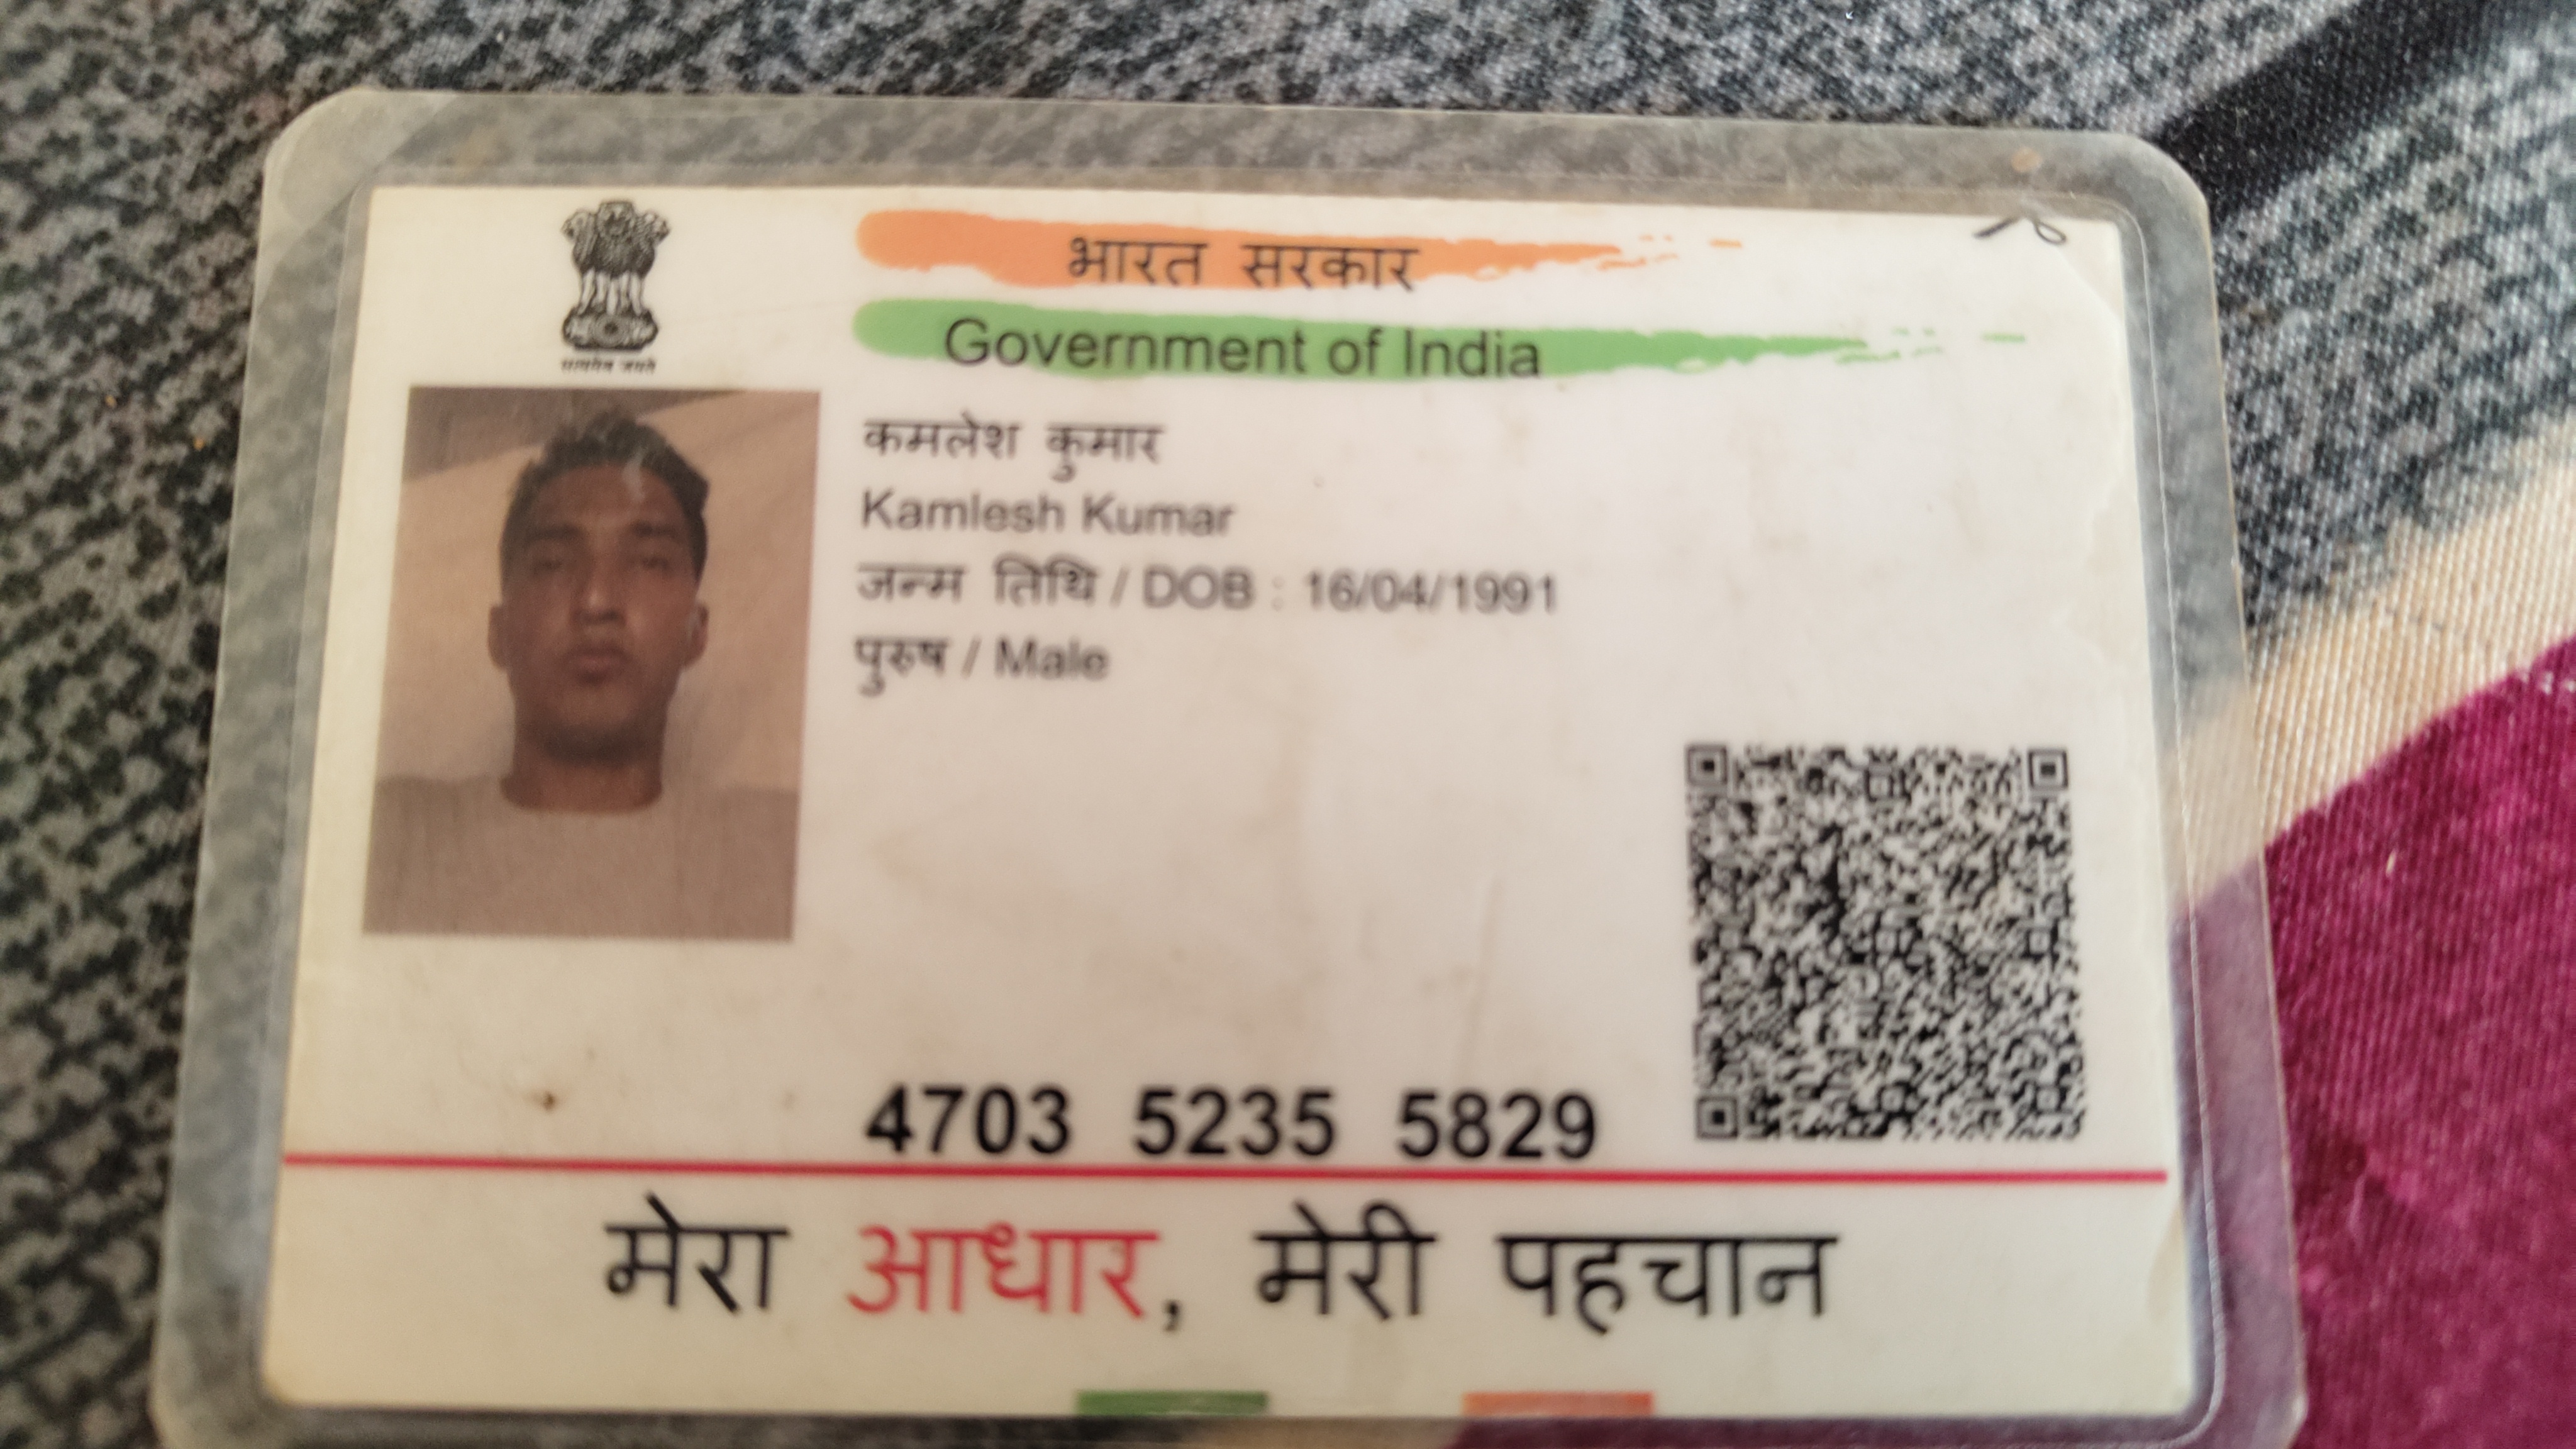 सत्यमेव जयते
भारत सरकार
Government of India
कमलेश कुमार
Kamlesh Kumar
जन्म तिथि / DOB : 16/04/1991
पुरुष / Male
4703 5235 5829
मेरा आधार, मेरी पहचान